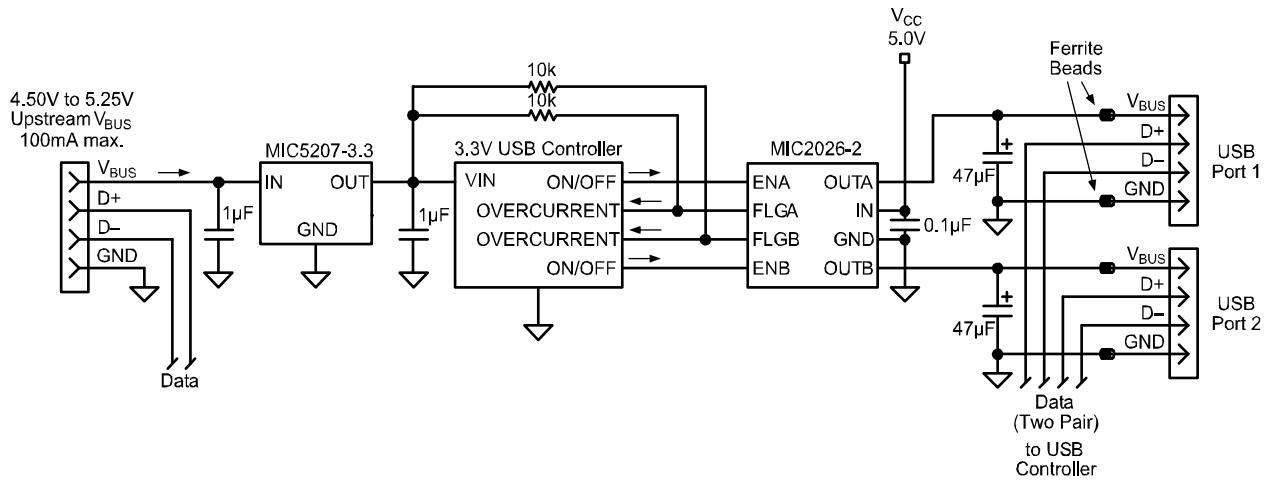 VCC
5.0V
Ferrite
Beads
10k
10k
4.50V to 5.25V
Upstream VBUS
100mA max.
MIC5207-3.3
3.3V USB Controller
MIC2026-2
VBUS
D+
D–
GND
IN
OUT
GND
1µF
1µF
VIN
ON/OFF
OVERCURRENT
OVERCURRENT
ON/OFF
ENA
FLGA
FLGB
ENB
OUTA
IN
GND
OUTB
0.1µF
47µF
+
VBUS
D+
D–
GND
USB
Port 1
47µF
+
VBUS
D+
D–
GND
USB
Port 2
Data
Data
(Two Pair)
to USB
Controller